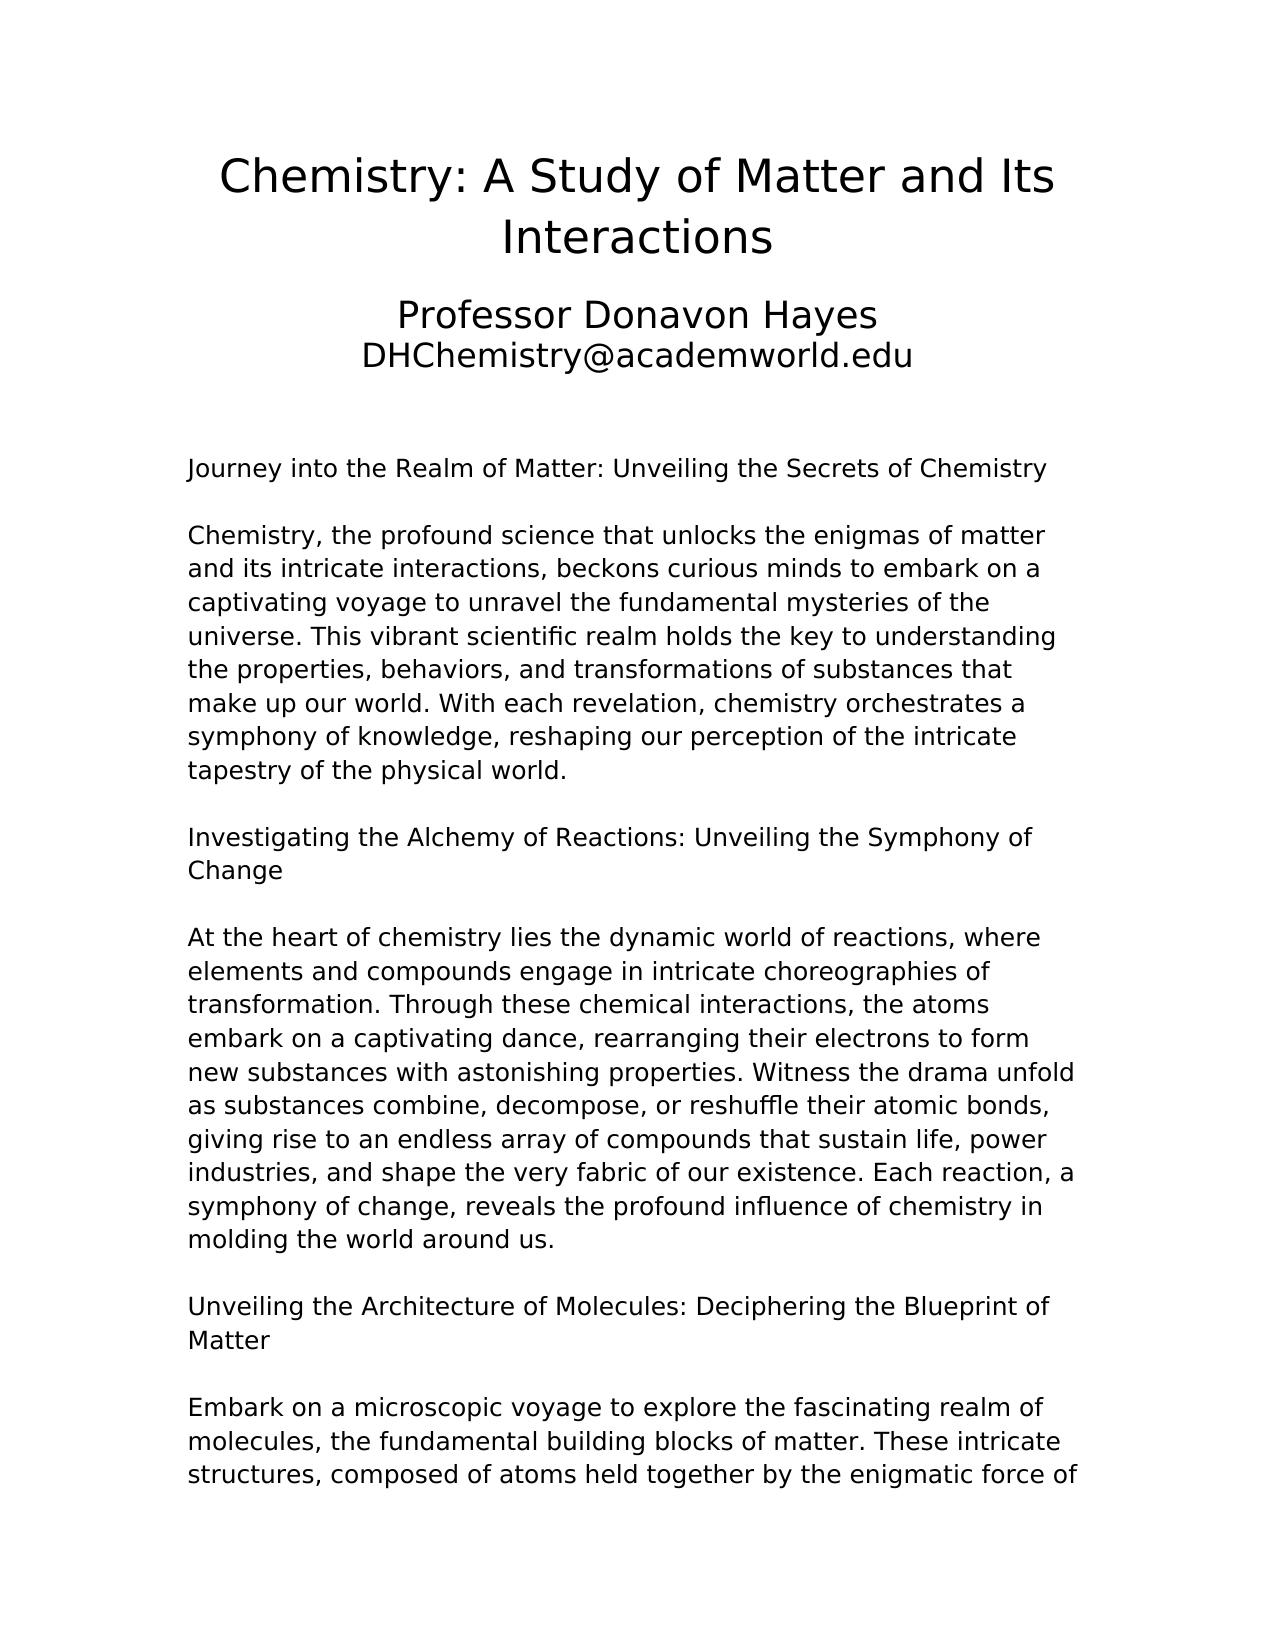 Chemistry: A Study of Matter and Its
Interactions
Professor Donavon Hayes
DHChemistry@academworld.edu
Journey into the Realm of Matter: Unveiling the Secrets of Chemistry
Chemistry, the profound science that unlocks the enigmas of matter
and its intricate interactions, beckons curious minds to embark on a
captivating voyage to unravel the fundamental mysteries of the
universe. This vibrant scientific realm holds the key to understanding
the properties, behaviors, and transformations of substances that
make up our world. With each revelation, chemistry orchestrates a
symphony of knowledge, reshaping our perception of the intricate
tapestry of the physical world.
Investigating the Alchemy of Reactions: Unveiling the Symphony of
Change
At the heart of chemistry lies the dynamic world of reactions, where
elements and compounds engage in intricate choreographies of
transformation. Through these chemical interactions, the atoms
embark on a captivating dance, rearranging their electrons to form
new substances with astonishing properties. Witness the drama unfold
as substances combine, decompose, or reshuffle their atomic bonds,
giving rise to an endless array of compounds that sustain life, power
industries, and shape the very fabric of our existence. Each reaction, a
symphony of change, reveals the profound influence of chemistry in
molding the world around us.
Unveiling the Architecture of Molecules: Deciphering the Blueprint of
Matter
Embark on a microscopic voyage to explore the fascinating realm of
molecules, the fundamental building blocks of matter. These intricate
structures, composed of atoms held together by the enigmatic force of